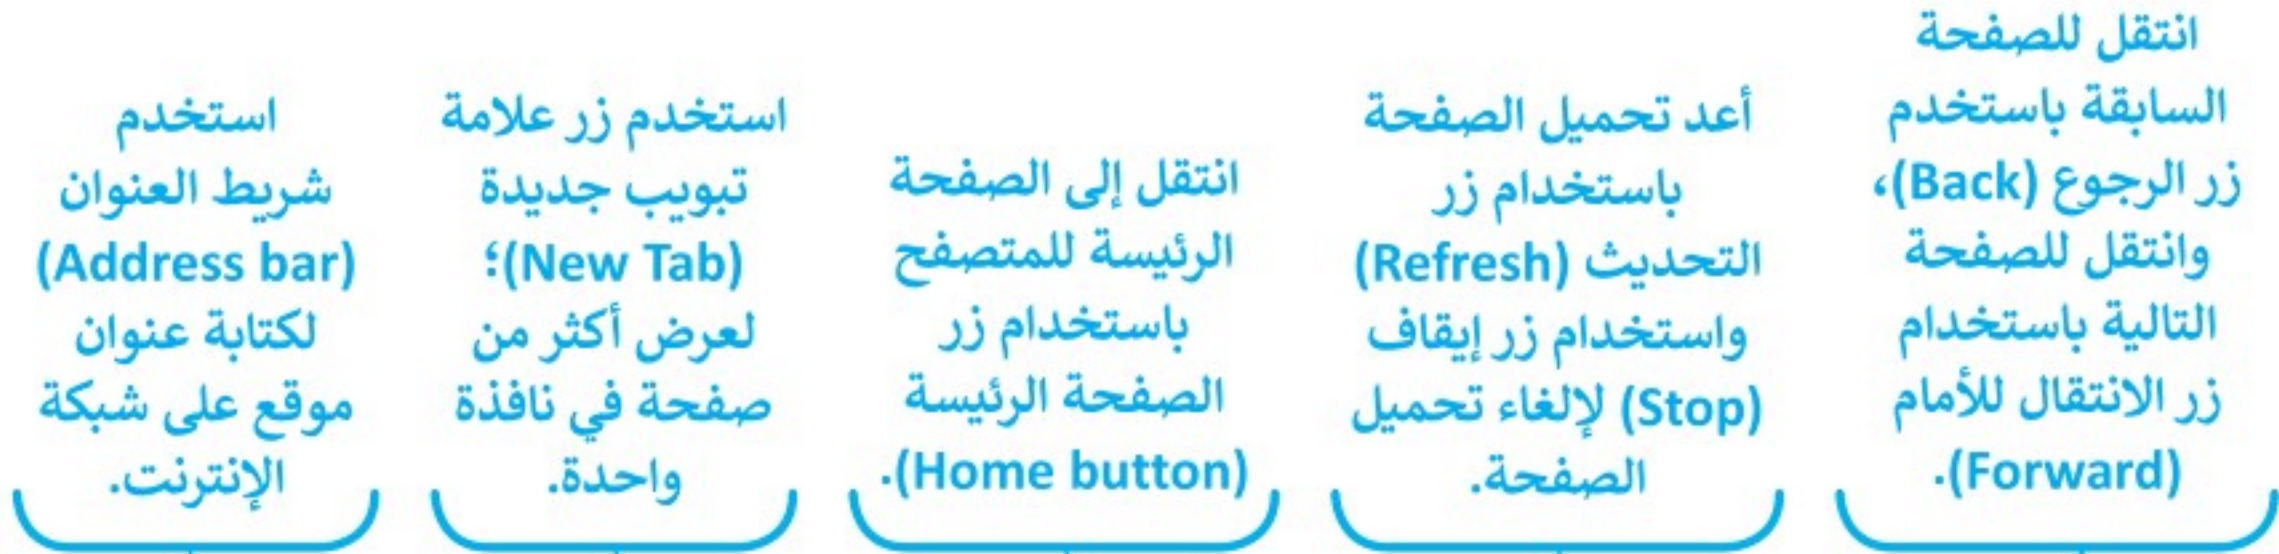 انتقل للصفحة
السابقة باستخدم
زر الرجوع (Back)،
وانتقل للصفحة
التالية باستخدام
زر الانتقال للأمام
(Forward).
أعد تحميل الصفحة
باستخدام زر
التحديث (Refresh)
واستخدام زر إيقاف
(Stop) لإلغاء تحميل
الصفحة.
انتقل إلى الصفحة
الرئيسة للمتصفح
باستخدام زر
الصفحة الرئيسة
(Home button).
استخدم زر علامة
تبويب جديدة
(New Tab)؛
لعرض أكثر من
صفحة في نافذة
واحدة.
استخدم
شريط العنوان
(Address bar)
لكتابة عنوان
موقع على شبكة
الإنترنت.